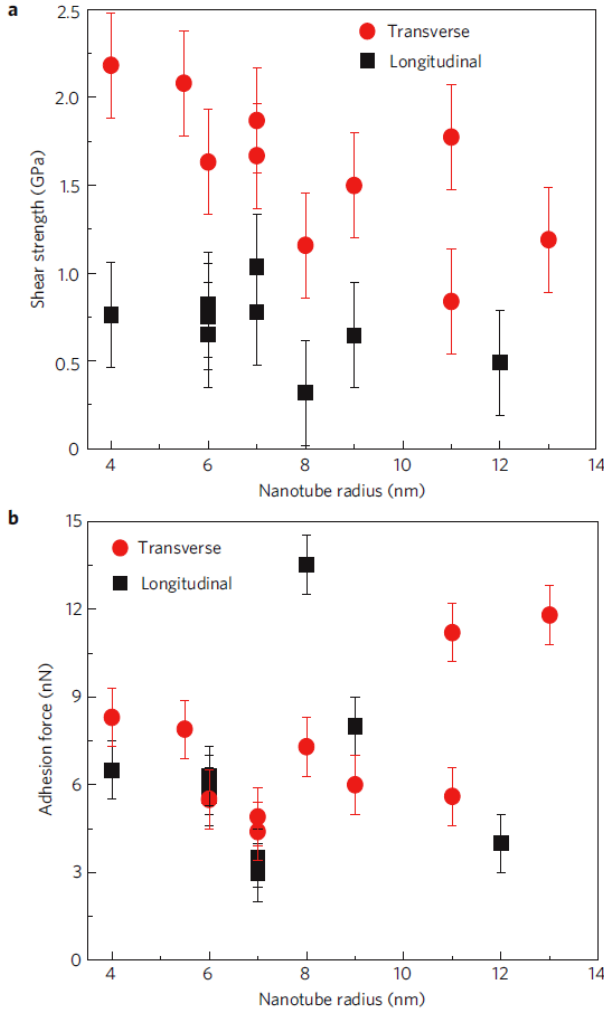 a
2.5
2.0
1.5
1.0
0.5
0
Shear strength (GPa)
Transverse
Longitudinal
4 6 8 10 12 14
Nanotube radius (nm)
b
15
12
9
6
3
0
Adhesion force (nN)
Transverse
Longitudinal
4 6 8 10 12 14
Nanotube radius (nm)